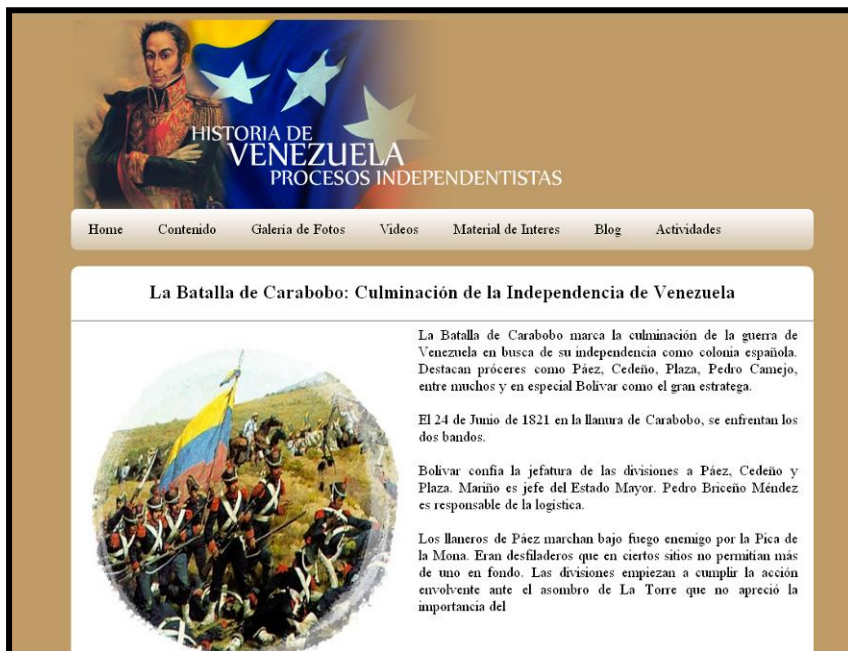 HISTORIA DE
VENEZUELA
PROCESOS INDEPENDENTISTAS
Home Contenido Galería de Fotos Videos Material de Interes Blog Actividades
La Batalla de Carabobo: Culminación de la Independencia de Venezuela
La Batalla de Carabobo marca la culminación de la guerra de
Venezuela en busca de su independencia como colonia española.
Destacan próceres como Páez, Cedeño, Plaza, Pedro Camejo,
entre muchos y en especial Bolívar como el gran estratega.
El 24 de Junio de 1821 en la llanura de Carabobo, se enfrentan los
dos bandos.
Bolívar confía la jefatura de las divisiones a Páez, Cedeño y
Plaza. Mariño es jefe del Estado Mayor. Pedro Briceño Méndez
es responsable de la logística.
Los llaneros de Páez marchan bajo fuego enemigo por la Pica de
la Mona. Eran desfiladeros que en ciertos sitios no permitían más
de uno en fondo. Las divisiones empiezan a cumplir la acción
envolvente ante el asombro de La Torre que no apreció la
importancia del